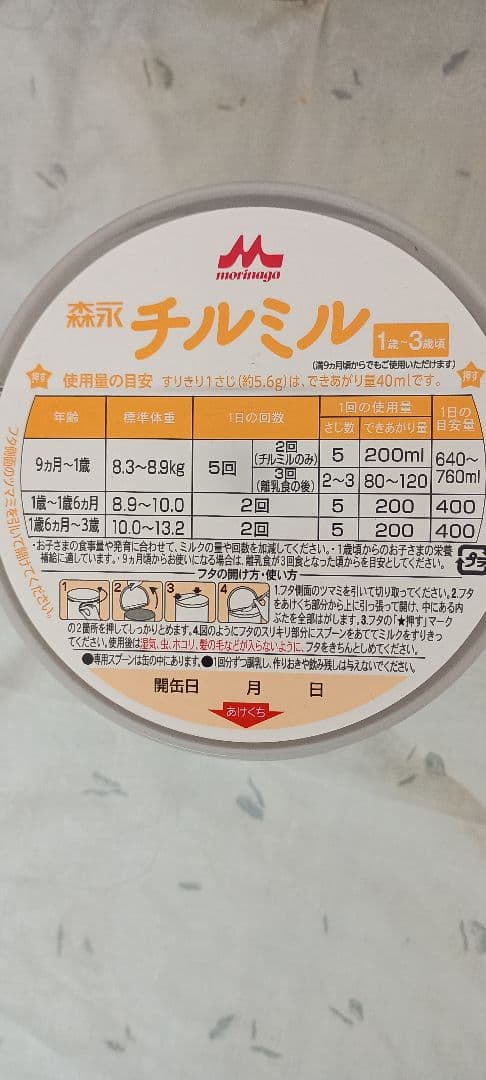 morinaga
森永 チルミル 1歳~3歳頃
(満9ヵ月頃からでもご使用いただけます)
押す 使用量の目安 すりきり1さじ(約5.6g)は、できあがり量40mlです。 押す
年齢 標準体重 1日の回数 1回の使用量 1日の目安量
さじ数 できあがり量
9ヵ月~1歳 8.3~8.9kg 5回 2回(チルミルのみ) 5 200ml 640~760ml
3回(離乳食の後) 2~3 80~120
1歳~1歳6ヵ月 8.9~10.0 2回 5 200 400
1歳6ヵ月~3歳 10.0~13.2 2回 5 200 400
・お子さまの食事量や発育に合わせて、ミルクの量や回数を加減してください。・1歳頃からのお子さまの栄養
補給に適しています。・9ヵ月頃からお使いになる場合は、離乳食が3回食となった頃からを目安としてください。
プラ
フタの開け方・使い方
1 2 3 4
1.フタ側面のツマミを引いて切り取ってください。2.フタ
をあけくち部分から上に引っ張って開け、中にある内
ぶたを全部はがします。3.フタの「★押す」マーク
の2箇所を押してしっかりとめます。4.図のようにフタのスリキリ部分にスプーンをあててミルクをすりきっ
てください。使用後は湿気、虫、ホコリ、髪の毛などが入らないように、フタをきちんとしめてください。
●専用スプーンは缶の中にあります。●1回分ずつ調乳し、作りおきや飲み残しは与えないでください。
開缶日 月 日
あけくち
フタ側面のツマミを引いて開けてください。